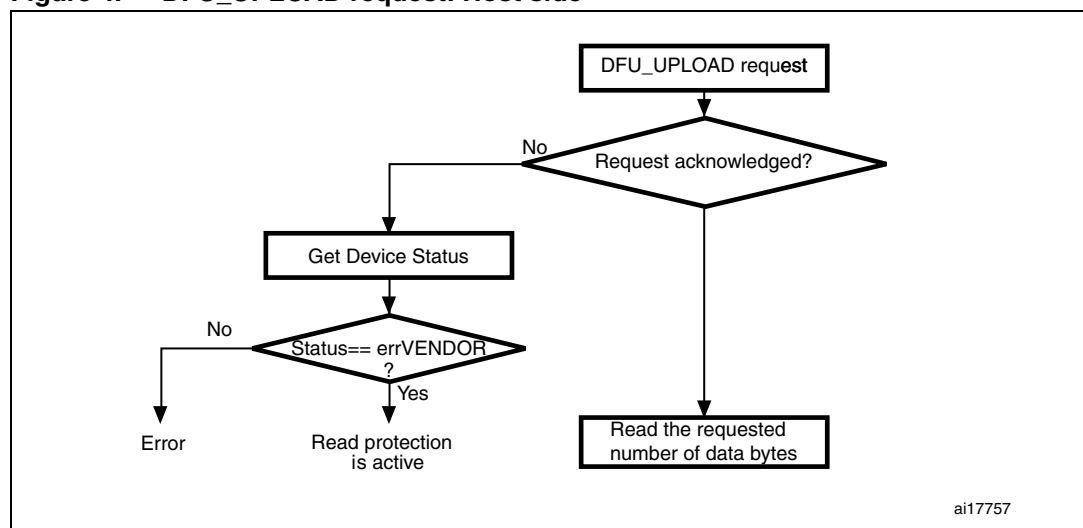 DFU_UPLOAD request
No
Request acknowledged?
Get Device Status
No
Status== errVENDOR
?
Yes
Error
Read protection
is active
Read the requested
number of data bytes
ai17757